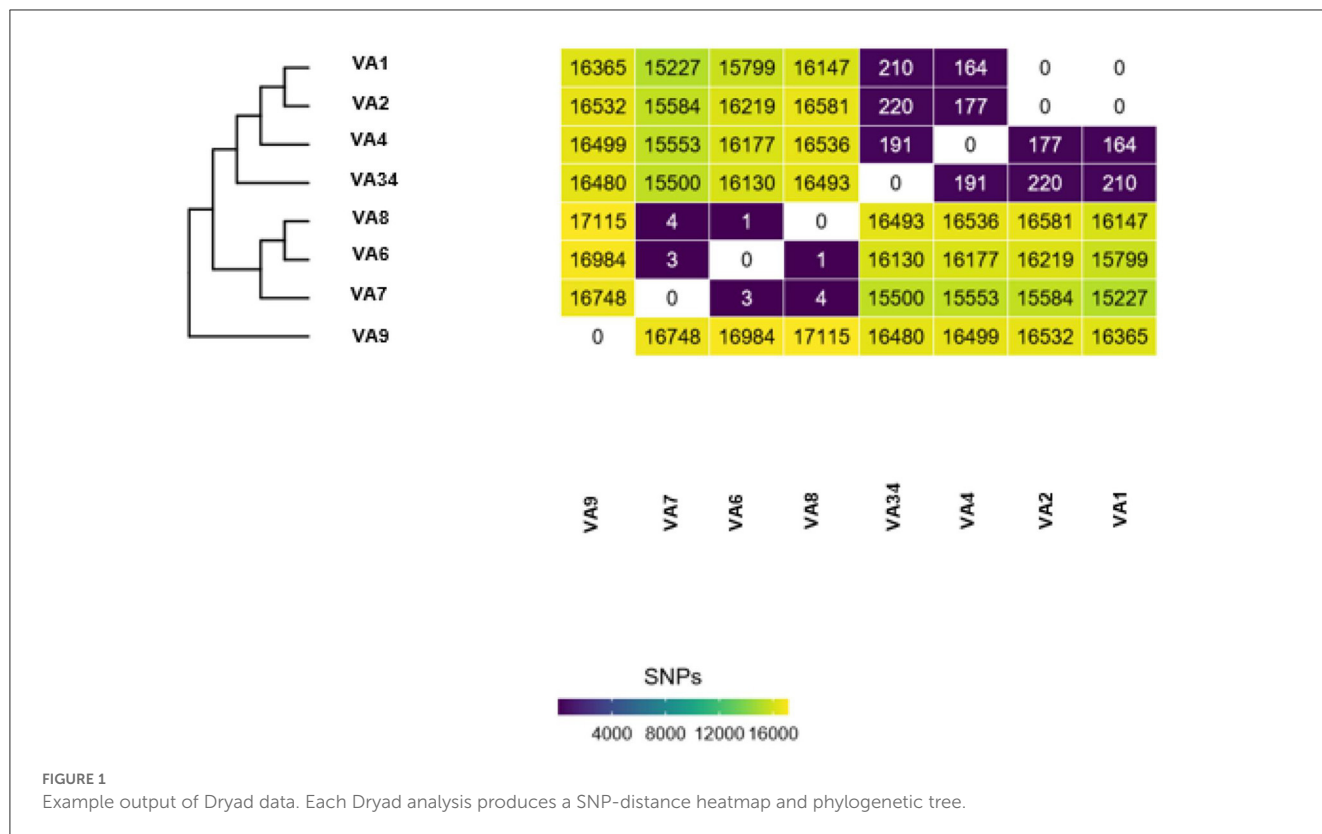 VA1 16365 15227 15799 16147 210 164 0 0
VA2 16532 15584 16219 16581 220 177 0 0
VA4 16499 15553 16177 16536 191 0 177 164
VA34 16480 15500 16130 16493 0 191 220 210
VA8 17115 4 1 0 16493 16536 16581 16147
VA6 16984 3 0 1 16130 16177 16219 15799
VA7 16748 0 3 4 15500 15553 15584 15227
VA9 0 16748 16984 17115 16480 16499 16532 16365
VA9 VA7 VA6 VA8 VA34 VA4 VA2 VA1
SNPs
4000 8000 12000 16000
FIGURE 1
Example output of Dryad data. Each Dryad analysis produces a SNP-distance heatmap and phylogenetic tree.